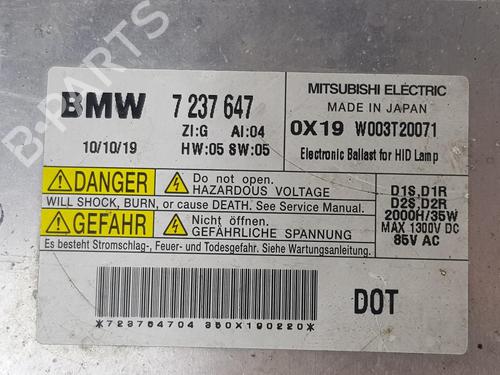 BMW 7 237 647
ZI:G AI:04
10/10/19 HW:05 SW:05
MITSUBISHI ELECTRIC
MADE IN JAPAN
0X19 W003T20071
Electronic Ballast for HID Lamp
DANGER Do not open.
HAZARDOUS VOLTAGE
WILL SHOCK, BURN, or cause DEATH. See Service Manual.
GEFAHR Nicht öffnen.
GEFÄHRLICHE SPANNUNG
Es besteht Stromschlag-, Feuer- und Todesgefahr. Siehe Wartungsanleitung.
D1S,D1R
D2S,D2R
2000H/35W
MAX 1300V DC
85V AC
*723764704 350X190220*
DOT
B-PARTS